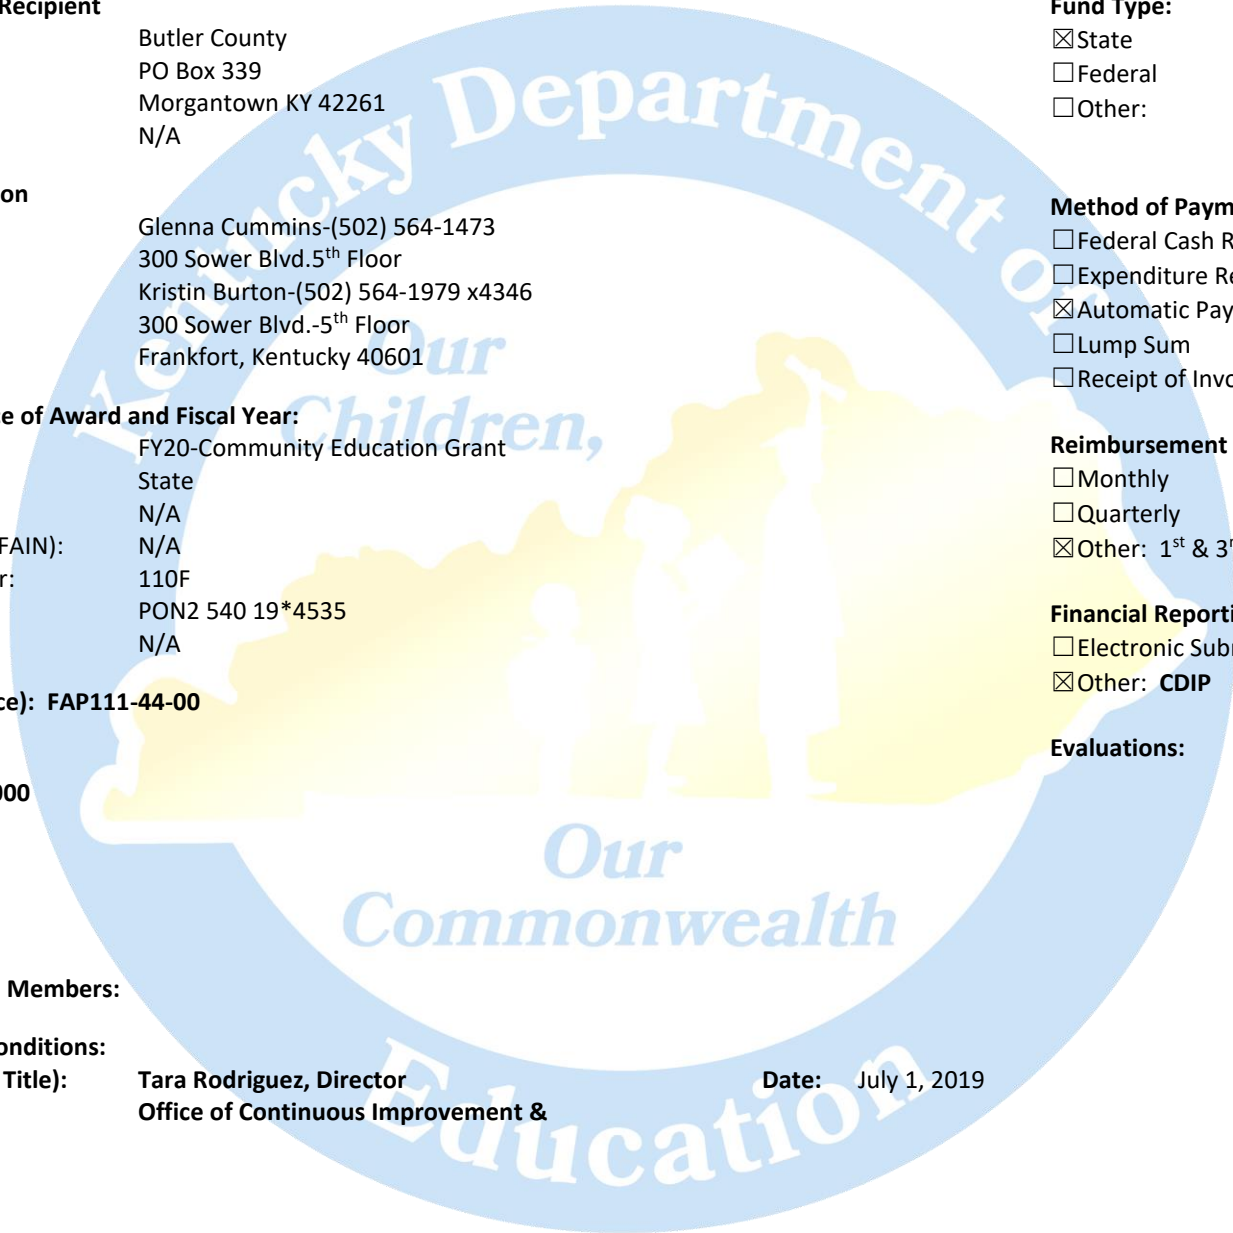 Recipient
Butler County
PO Box 339
Morgantown KY 42261
N/A
on
Glenna Cummins-(502) 564-1473
300 Sower Blvd.5th Floor
Kristin Burton-(502) 564-1979 x4346
300 Sower Blvd.-5th Floor
Frankfort, Kentucky 40601
ce of Award and Fiscal Year:
FY20-Community Education Grant
State
N/A
FAIN): N/A
r: 110F
PON2 540 19*4535
N/A
ce): FAP111-44-00
000
Members:
onditions:
Title): Tara Rodriguez, Director Date: July 1, 2019
Office of Continuous Improvement &
Fund Type:
☒State
☐Federal
☐Other:
Method of Paym
☐Federal Cash R
☐Expenditure Re
☒Automatic Pay
☐Lump Sum
☐Receipt of Invo
Reimbursement
☐Monthly
☐Quarterly
☒Other: 1st & 3r
Financial Reporti
☐Electronic Subm
☒Other: CDIP
Evaluations:
Kentucky Department of
Education
Our
Children,
Our
Commonwealth